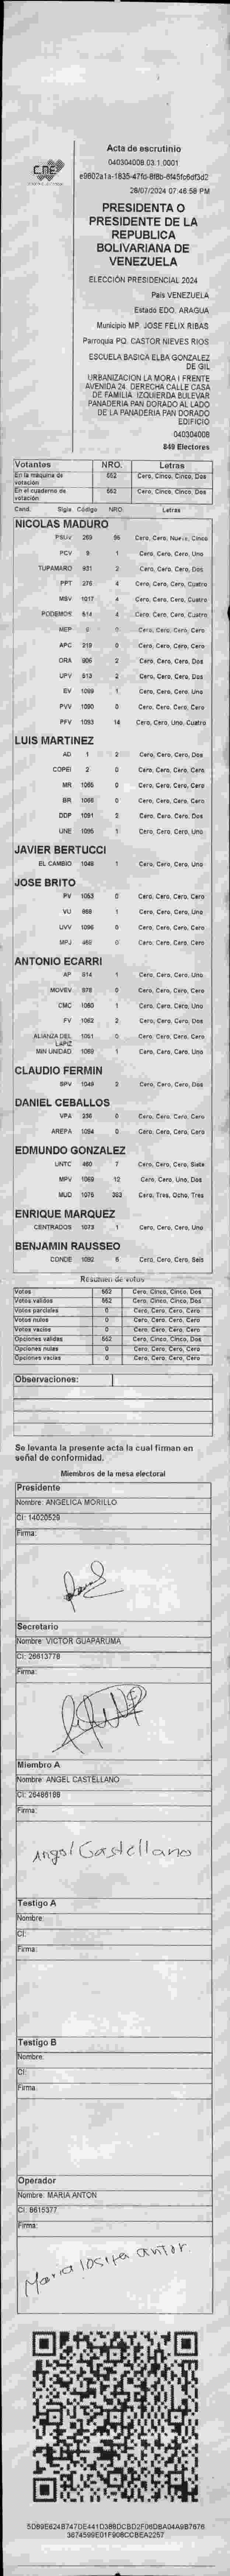 Acta de escrutinio
CNE
040304008.03.1.0001
28/07/2024 07:46:58 PM
PRESIDENTA O
PRESIDENTE DE LA
REPUBLICA
BOLIVARIANA DE
VENEZUELA
ELECCIÓN PRESIDENCIAL 2024
País VENEZUELA
Estado EDO. ARAGUA
Municipio MP. JOSE FELIX RIBAS
Parroquia PQ. CASTOR NIEVES RIOS
ESCUELA BASICA ELBA GONZALEZ
DE GIL
URBANIZACION LA MORA I FRENTE
AVENIDA 24. DERECHA CALLE CASA
DE FAMILIA. IZQUIERDA BULEVAR
PANADERIA PAN DORADO AL LADO
DE LA PANADERIA PAN DORADO
EDIFICIO
040304008
849 Electores
Votantes NRO. Letras
En la máquina de votación 552 Cero, Cinco, Cinco, Dos
En el cuaderno de votación 552 Cero, Cinco, Cinco, Dos
Cand. Sigla Código NRO. Letras
NICOLAS MADURO
PSUV 269 95 Cero, Cero, Nueve, Cinco
PCV 9 1 Cero, Cero, Cero, Uno
TUPAMARO 931 2 Cero, Cero, Cero, Dos
PPT 276 4 Cero, Cero, Cero, Cuatro
MSV 1017 4 Cero, Cero, Cero, Cuatro
PODEMOS 614 4 Cero, Cero, Cero, Cuatro
MEP 0 Cero, Cero, Cero, Cero
APC 219 0 Cero, Cero, Cero, Cero
ORA 906 2 Cero, Cero, Cero, Dos
UPV 513 2 Cero, Cero, Cero, Dos
EV 1099 1 Cero, Cero, Cero, Uno
PVV 1090 0 Cero, Cero, Cero, Cero
PFV 1093 14 Cero, Cero, Uno, Cuatro
LUIS MARTINEZ
AD 1 2 Cero, Cero, Cero, Dos
COPEI 2 0 Cero, Cero, Cero, Cero
MR 1065 0 Cero, Cero, Cero, Cero
BR 1068 0 Cero, Cero, Cero, Cero
DDP 1091 2 Cero, Cero, Cero, Dos
UNE 1095 1 Cero, Cero, Cero, Uno
JAVIER BERTUCCI
EL CAMBIO 1048 1 Cero, Cero, Cero, Uno
JOSE BRITO
PV 1053 0 Cero, Cero, Cero, Cero
VU 868 1 Cero, Cero, Cero, Uno
UVV 1096 0 Cero, Cero, Cero, Cero
MPJ 0 Cero, Cero, Cero, Cero
ANTONIO ECARRI
AP 914 1 Cero, Cero, Cero, Uno
MOVEV 978 0 Cero, Cero, Cero, Cero
CMC 1060 1 Cero, Cero, Cero, Uno
FV 1062 2 Cero, Cero, Cero, Dos
ALIANZA DEL LAPIZ 1051 0 Cero, Cero, Cero, Cero
MIN UNIDAD 1069 1 Cero, Cero, Cero, Uno
CLAUDIO FERMIN
SPV 1049 2 Cero, Cero, Cero, Dos
DANIEL CEBALLOS
VPA 256 0 Cero, Cero, Cero, Cero
AREPA 1094 0 Cero, Cero, Cero, Cero
EDMUNDO GONZALEZ
UNTC 460 7 Cero, Cero, Cero, Siete
MPV 1069 12 Cero, Cero, Uno, Dos
MUD 1076 383 Cero, Tres, Ocho, Tres
ENRIQUE MARQUEZ
CENTRADOS 1073 1 Cero, Cero, Cero, Uno
BENJAMIN RAUSSEO
CONDE 1092 6 Cero, Cero, Cero, Seis
Resumen de votos
Votos 552 Cero, Cinco, Cinco, Dos
Votos válidos 552 Cero, Cinco, Cinco, Dos
Votos parciales 0 Cero, Cero, Cero, Cero
Votos nulos 0 Cero, Cero, Cero, Cero
Votos vacíos 0 Cero, Cero, Cero, Cero
Opciones válidas 552 Cero, Cinco, Cinco, Dos
Opciones nulas 0 Cero, Cero, Cero, Cero
Opciones vacías 0 Cero, Cero, Cero, Cero
Observaciones:
Se levanta la presente acta la cual firman en
señal de conformidad.
Miembros de la mesa electoral
Presidente
Nombre: ANGELICA MORILLO
CI: 14020529
Firma:
Secretario
Nombre: VICTOR GUAPARUMA
CI: 26613778
Firma:
Miembro A
Nombre: ANGEL CASTELLANO
CI: 26486198
Firma:
Angel Castellano
Testigo A
Nombre:
CI:
Firma:
Testigo B
Nombre:
CI:
Firma:
Operador
Nombre: MARIA ANTON
CI: 8615377
Firma:
Maria Antor